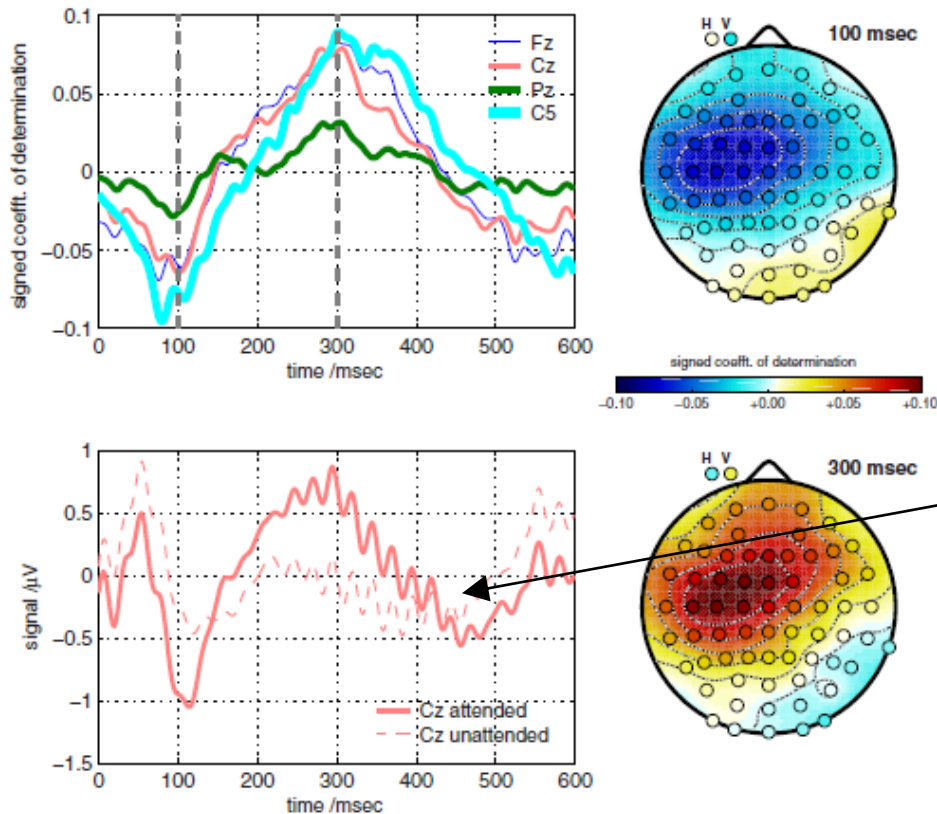 signed coefft. of determination
0.1
0.05
0
−0.05
−0.1
Fz
Cz
Pz
C5
0 100 200 300 400 500 600
time /msec
H V
100 msec
signed coefft. of determination
−0.10 −0.05 +0.00 +0.05 +0.10
signal /μV
1
0.5
0
−0.5
−1
−1.5
Cz attended
Cz unattended
0 100 200 300 400 500 600
time /msec
H V
300 msec